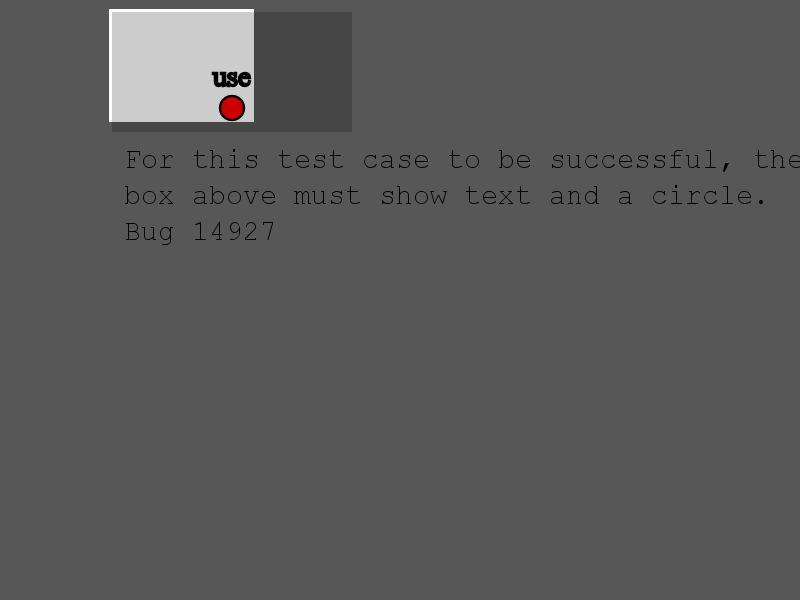 use
For this test case to be successful, the
box above must show text and a circle.
Bug 14927